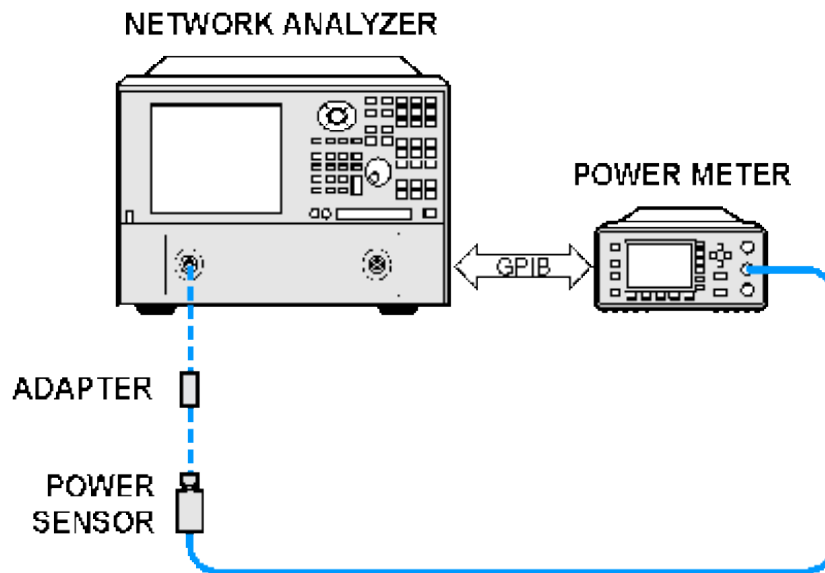 NETWORK ANALYZER
POWER METER
GPIB
ADAPTER
POWER
SENSOR